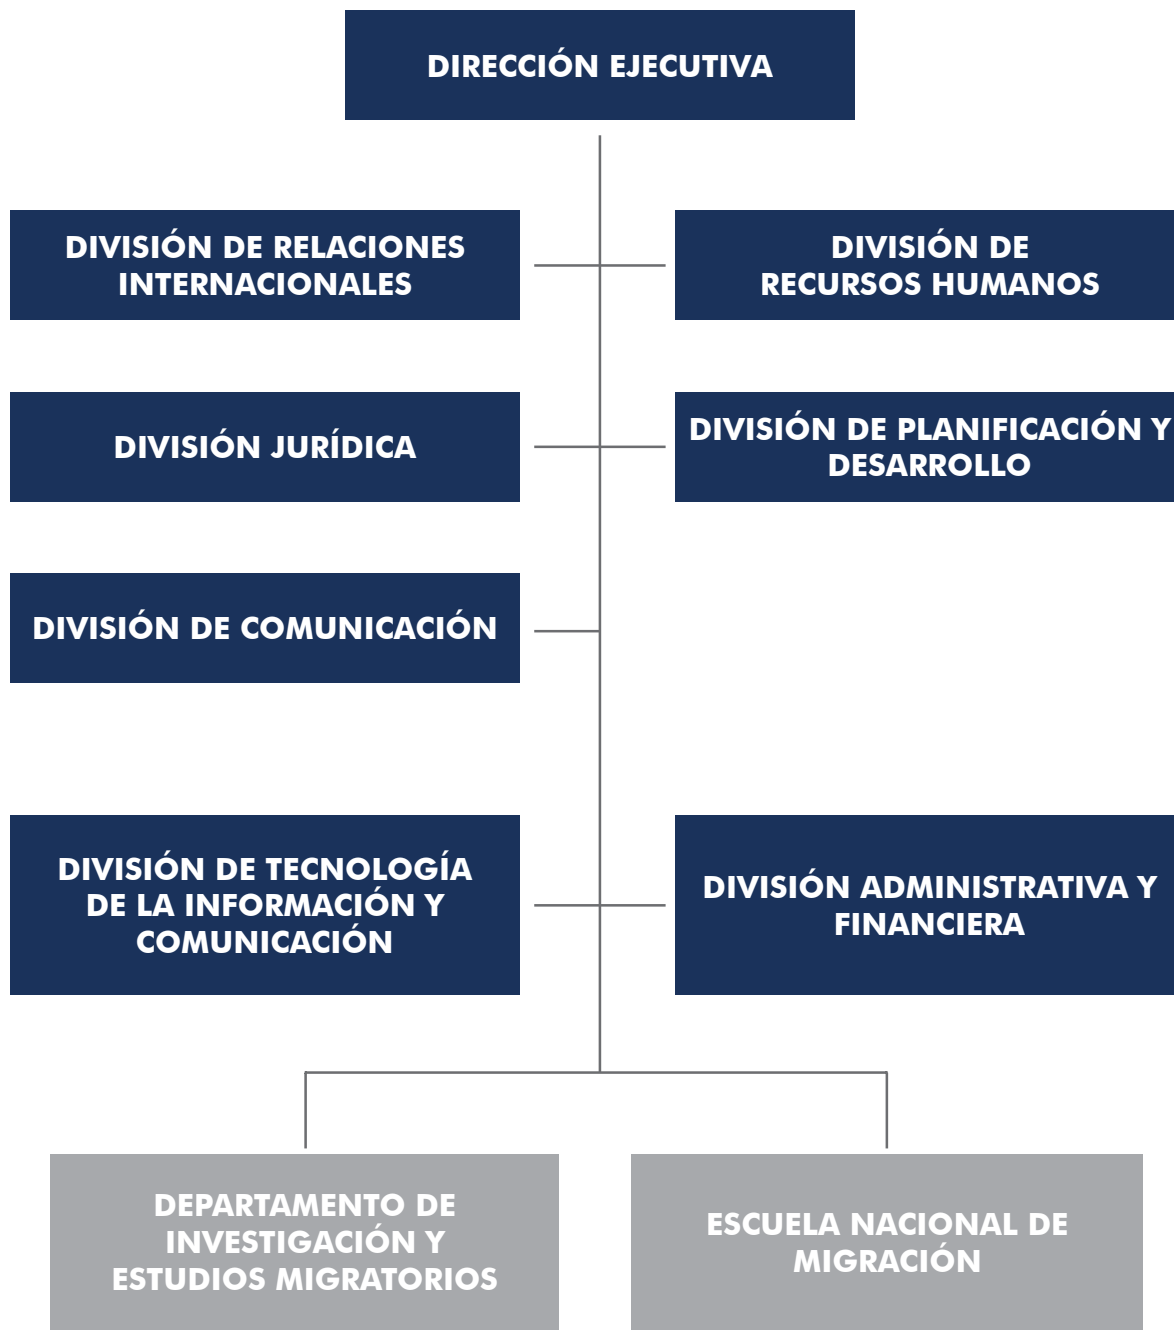 DIRECCIÓN EJECUTIVA
DIVISIÓN DE RELACIONES
INTERNACIONALES
DIVISIÓN DE
RECURSOS HUMANOS
DIVISIÓN JURÍDICA
DIVISIÓN DE PLANIFICACIÓN Y
DESARROLLO
DIVISIÓN DE COMUNICACIÓN
DIVISIÓN DE TECNOLOGÍA
DE LA INFORMACIÓN Y
COMUNICACIÓN
DIVISIÓN ADMINISTRATIVA Y
FINANCIERA
DEPARTAMENTO DE
INVESTIGACIÓN Y
ESTUDIOS MIGRATORIOS
ESCUELA NACIONAL DE
MIGRACIÓN